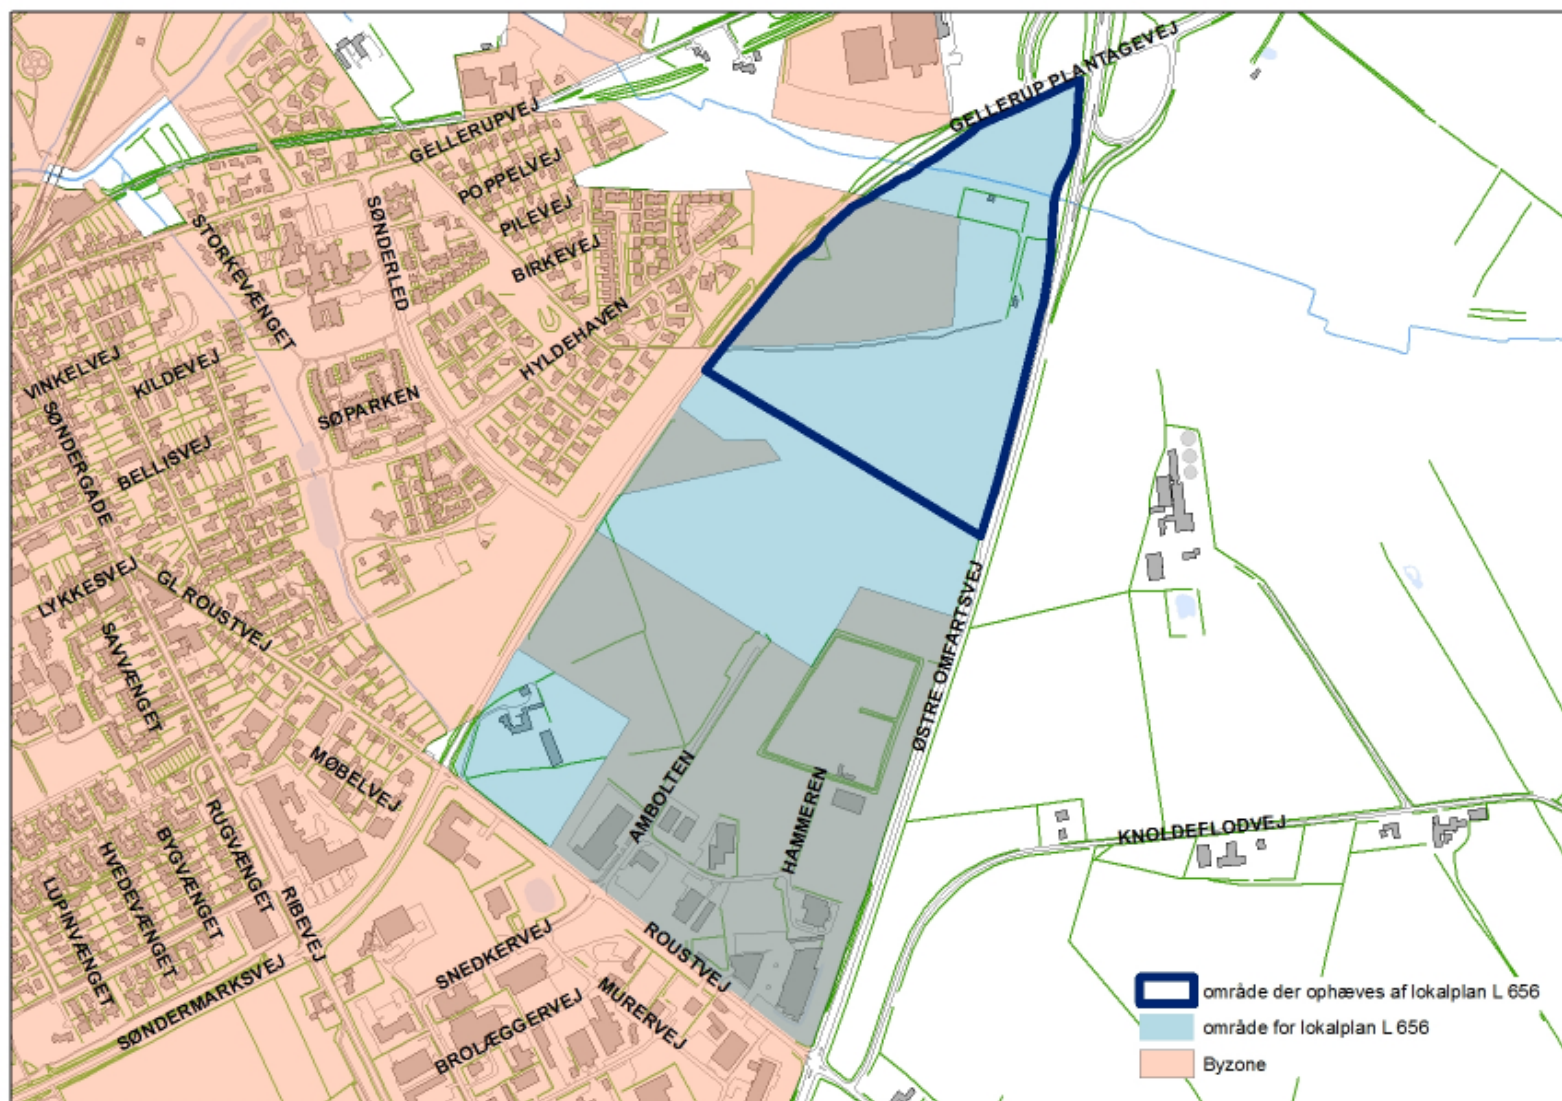 GELLERUP PLANTAGEVEJ
GELLERUPVEJ
POPPELVEJ
PILEVEJ
BIRKEVEJ
SØNDERLED
STORKEVÆNGET
HYLDEHAVEN
VINKELVEJ
KILDEVEJ
SØPARKEN
BELLISVEJ
SØNDERGADE
LYKKESVEJ
GL ROUSTVEJ
SAVVÆNGET
ØSTRE OMFARTSVEJ
MØBELVEJ
AMBOLTEN
HAMMEREN
KNOLDEFLODVEJ
RUGVÆNGET
BYGVÆNGET
HVEDEVÆNGET
LUPINVÆNGET
RIBEVEJ
SNEDKERVEJ
ROUSTVEJ
MURERVEJ
BROLÆGGERVEJ
SØNDERMARKSVEJ
område der ophæves af lokalplan L 656
område for lokalplan L 656
Byzone